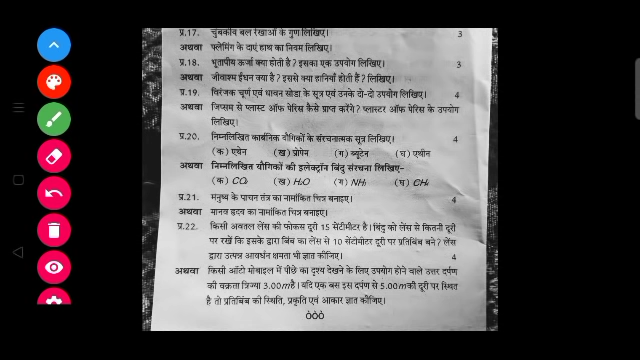 प्र.17. चुंबकीय बल रेखाओं के गुण लिखिए। 3
अथवा फ्लेमिंग के दाएं हाथ का नियम लिखिए।
प्र.18. भूतापीय ऊर्जा क्या होती है? इसका एक उपयोग लिखिए। 3
अथवा जीवाश्म ईंधन क्या है? इससे क्या हानियाँ होती हैं? लिखिए।
प्र.19. विरंजक चूर्ण एवं धावन सोडा के सूत्र एवं उनके दो-दो उपयोग लिखिए। 4
अथवा जिप्सम से प्लास्ट ऑफ पेरिस कैसे प्राप्त करेंगे? प्लास्टर ऑफ पेरिस के उपयोग
लिखिए।
प्र.20. निम्नलिखित कार्बनिक यौगिकों के संरचनात्मक सूत्र लिखिए। 4
(क) एथेन (ख) प्रोपेन (ग) ब्यूटेन (घ) एथीन
अथवा निम्नलिखित यौगिकों की इलेक्ट्रॉन बिंदु संरचना लिखिए-
(क) CO₂ (ख) H₂O (ग) NH₃ (घ) CH₄
प्र.21. मनुष्य के पाचन तंत्र का नामांकित चित्र बनाइए। 4
अथवा मानव हृदय का नामांकित चित्र बनाइए।
प्र.22. किसी अवतल लेंस की फोकस दूरी 15 सेंटीमीटर है। बिंदु को लेंस से कितनी दूरी
पर रखें कि इसके द्वारा बिंब का लेंस से 10 सेंटीमीटर दूरी पर प्रतिबिंब बने? लेंस
द्वारा उत्पन्न आवर्धन क्षमता भी ज्ञात कीजिए। 4
अथवा किसी ऑटो मोबाइल में पीछे का दृश्य देखने के लिए उपयोग होने वाले उत्तर दर्पण
की वक्रता त्रिज्या 3.00m है। यदि एक बस इस दर्पण से 5.00m की दूरी पर स्थित
है तो प्रतिबिंब की स्थिति, प्रकृति एवं आकार ज्ञात कीजिए।